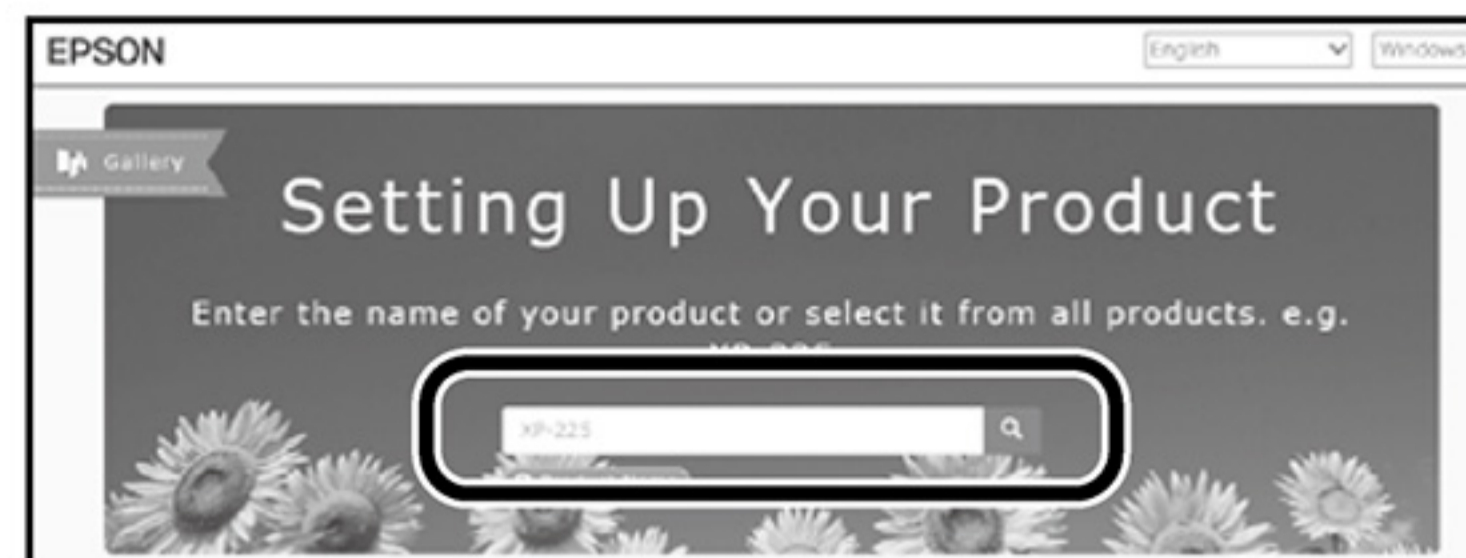 EPSON
English
Windows
Gallery
Setting Up Your Product
Enter the name of your product or select it from all products. e.g.
XP-225